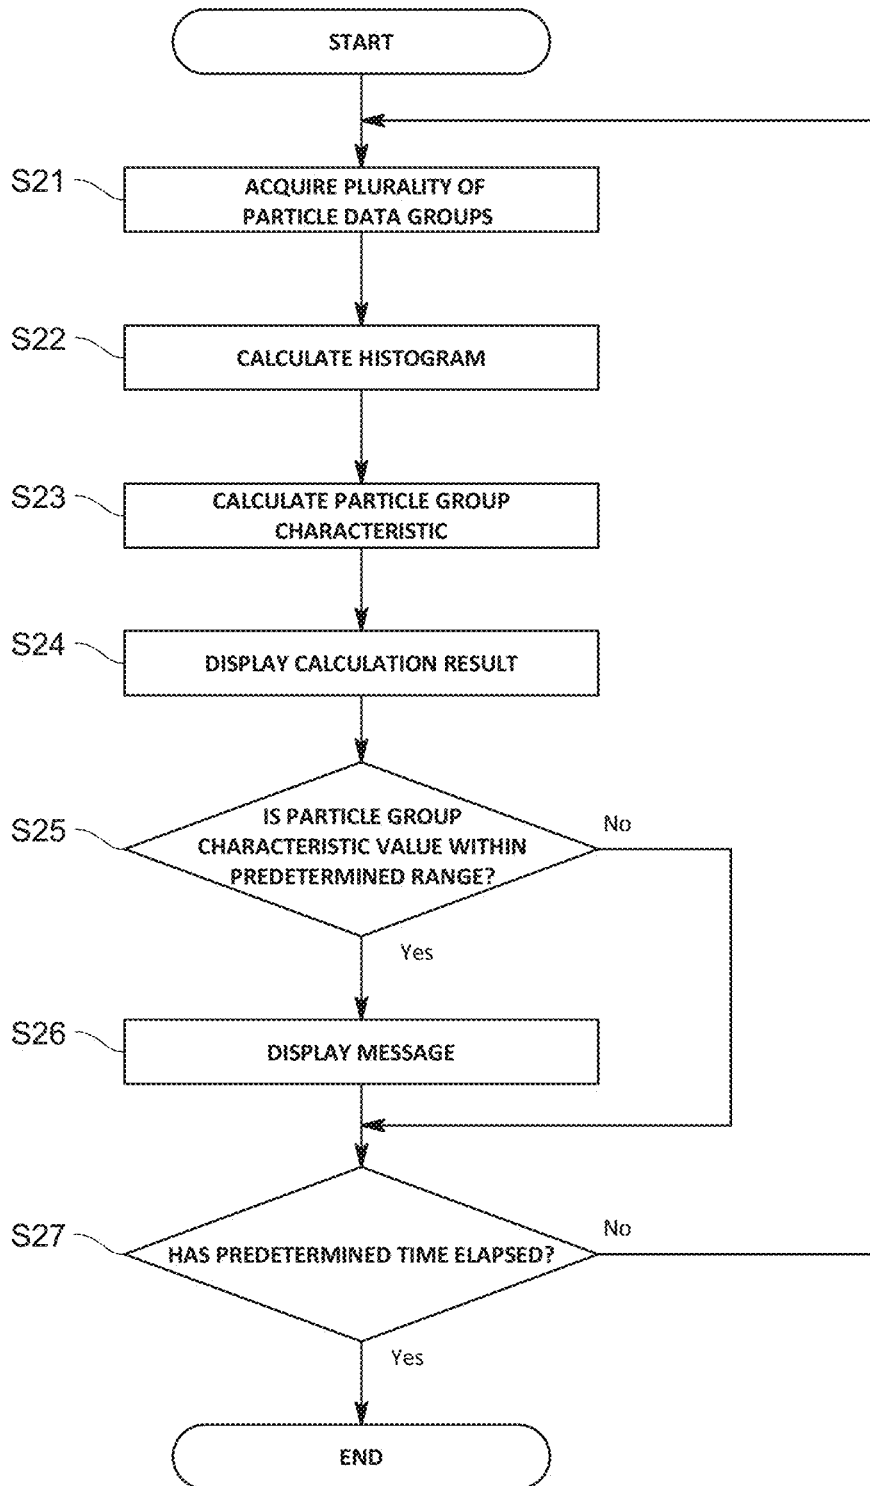 START
S21
ACQUIRE PLURALITY OF
PARTICLE DATA GROUPS
S22
CALCULATE HISTOGRAM
S23
CALCULATE PARTICLE GROUP
CHARACTERISTIC
S24
DISPLAY CALCULATION RESULT
S25
IS PARTICLE GROUP
CHARACTERISTIC VALUE WITHIN
PREDETERMINED RANGE?
No
Yes
S26
DISPLAY MESSAGE
S27
HAS PREDETERMINED TIME ELAPSED?
No
Yes
END